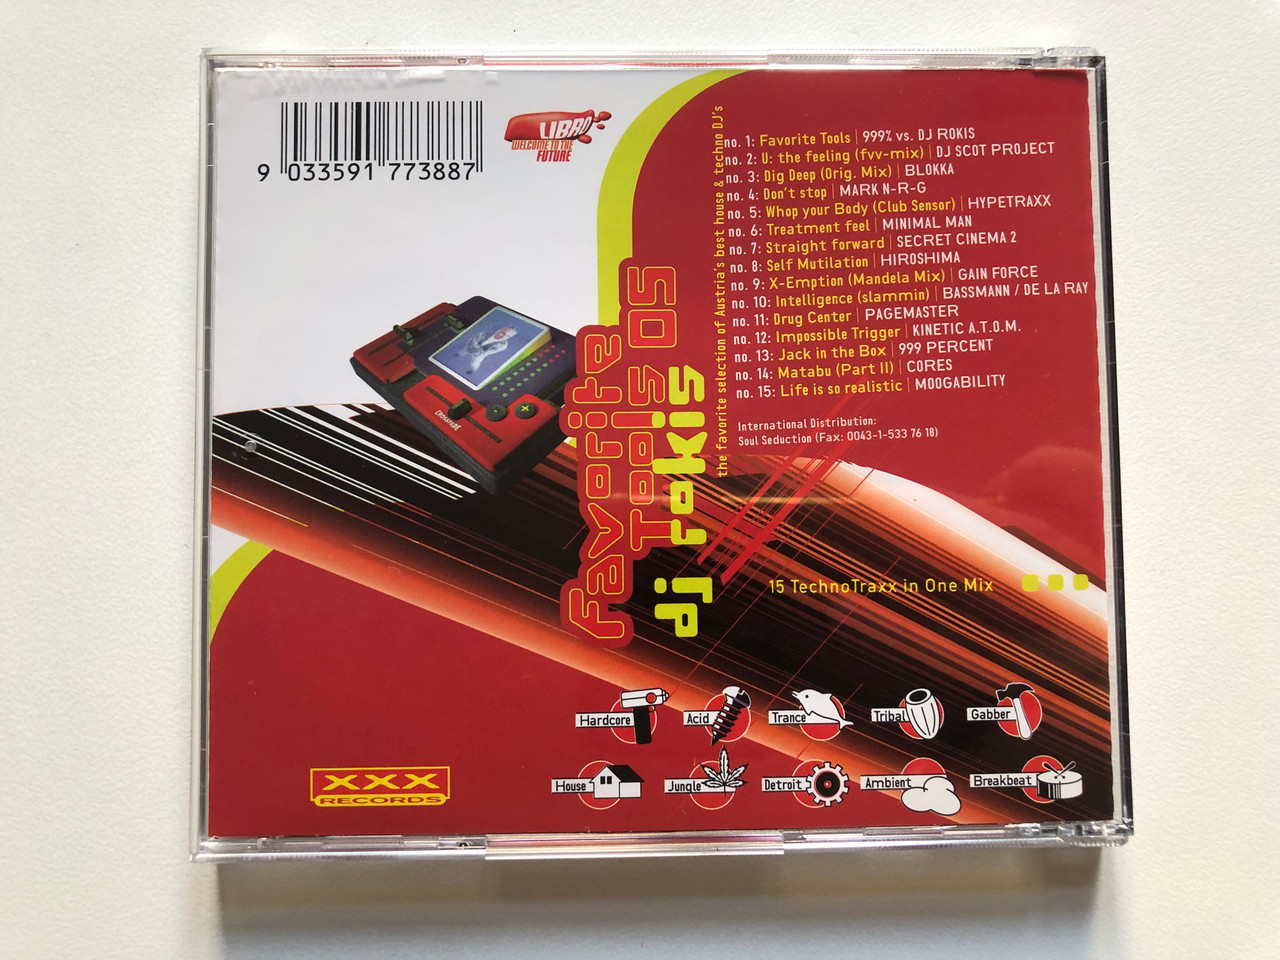 9 033591 773887
LIBRO
WELCOME TO THE
FUTURE
the favorite selection of Austria's best house & techno DJ's
no. 1: Favorite Tools | 999% vs. DJ ROKIS
no. 2: U: the feeling (fvv-mix) | DJ SCOT PROJECT
no. 3: Dig Deep (Orig. Mix) | BLOKKA
no. 4: Don't stop | MARK N-R-G
no. 5: Whop your Body (Club Sensor) | HYPETRAXX
no. 6: Treatment feel | MINIMAL MAN
no. 7: Straight forward | SECRET CINEMA 2
no. 8: Self Mutilation | HIROSHIMA
no. 9: X-Emption (Mandela Mix) | GAIN FORCE
no. 10: Intelligence (slammin) | BASSMANN / DE LA RAY
no. 11: Drug Center | PAGEMASTER
no. 12: Impossible Trigger | KINETIC A.T.O.M.
no. 13: Jack in the Box | 999 PERCENT
no. 14: Matabu (Part II) | CORES
no. 15: Life is so realistic | MOOGABILITY
International Distribution:
Soul Seduction (Fax: 0043-1-533 76 18)
CROSSFADE
Favorite
Tools 05
dj rokis
15 TechnoTraxx in One Mix
Hardcore
Acid
Trance
Tribal
Gabber
House
Jungle
Detroit
Ambient
Breakbeat
XXX
RECORDS